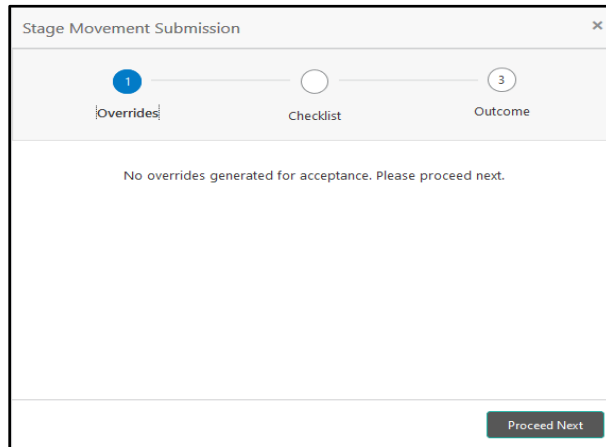 Stage Movement Submission ×
1 3
Overrides Checklist Outcome
No overrides generated for acceptance. Please proceed next.
Proceed Next